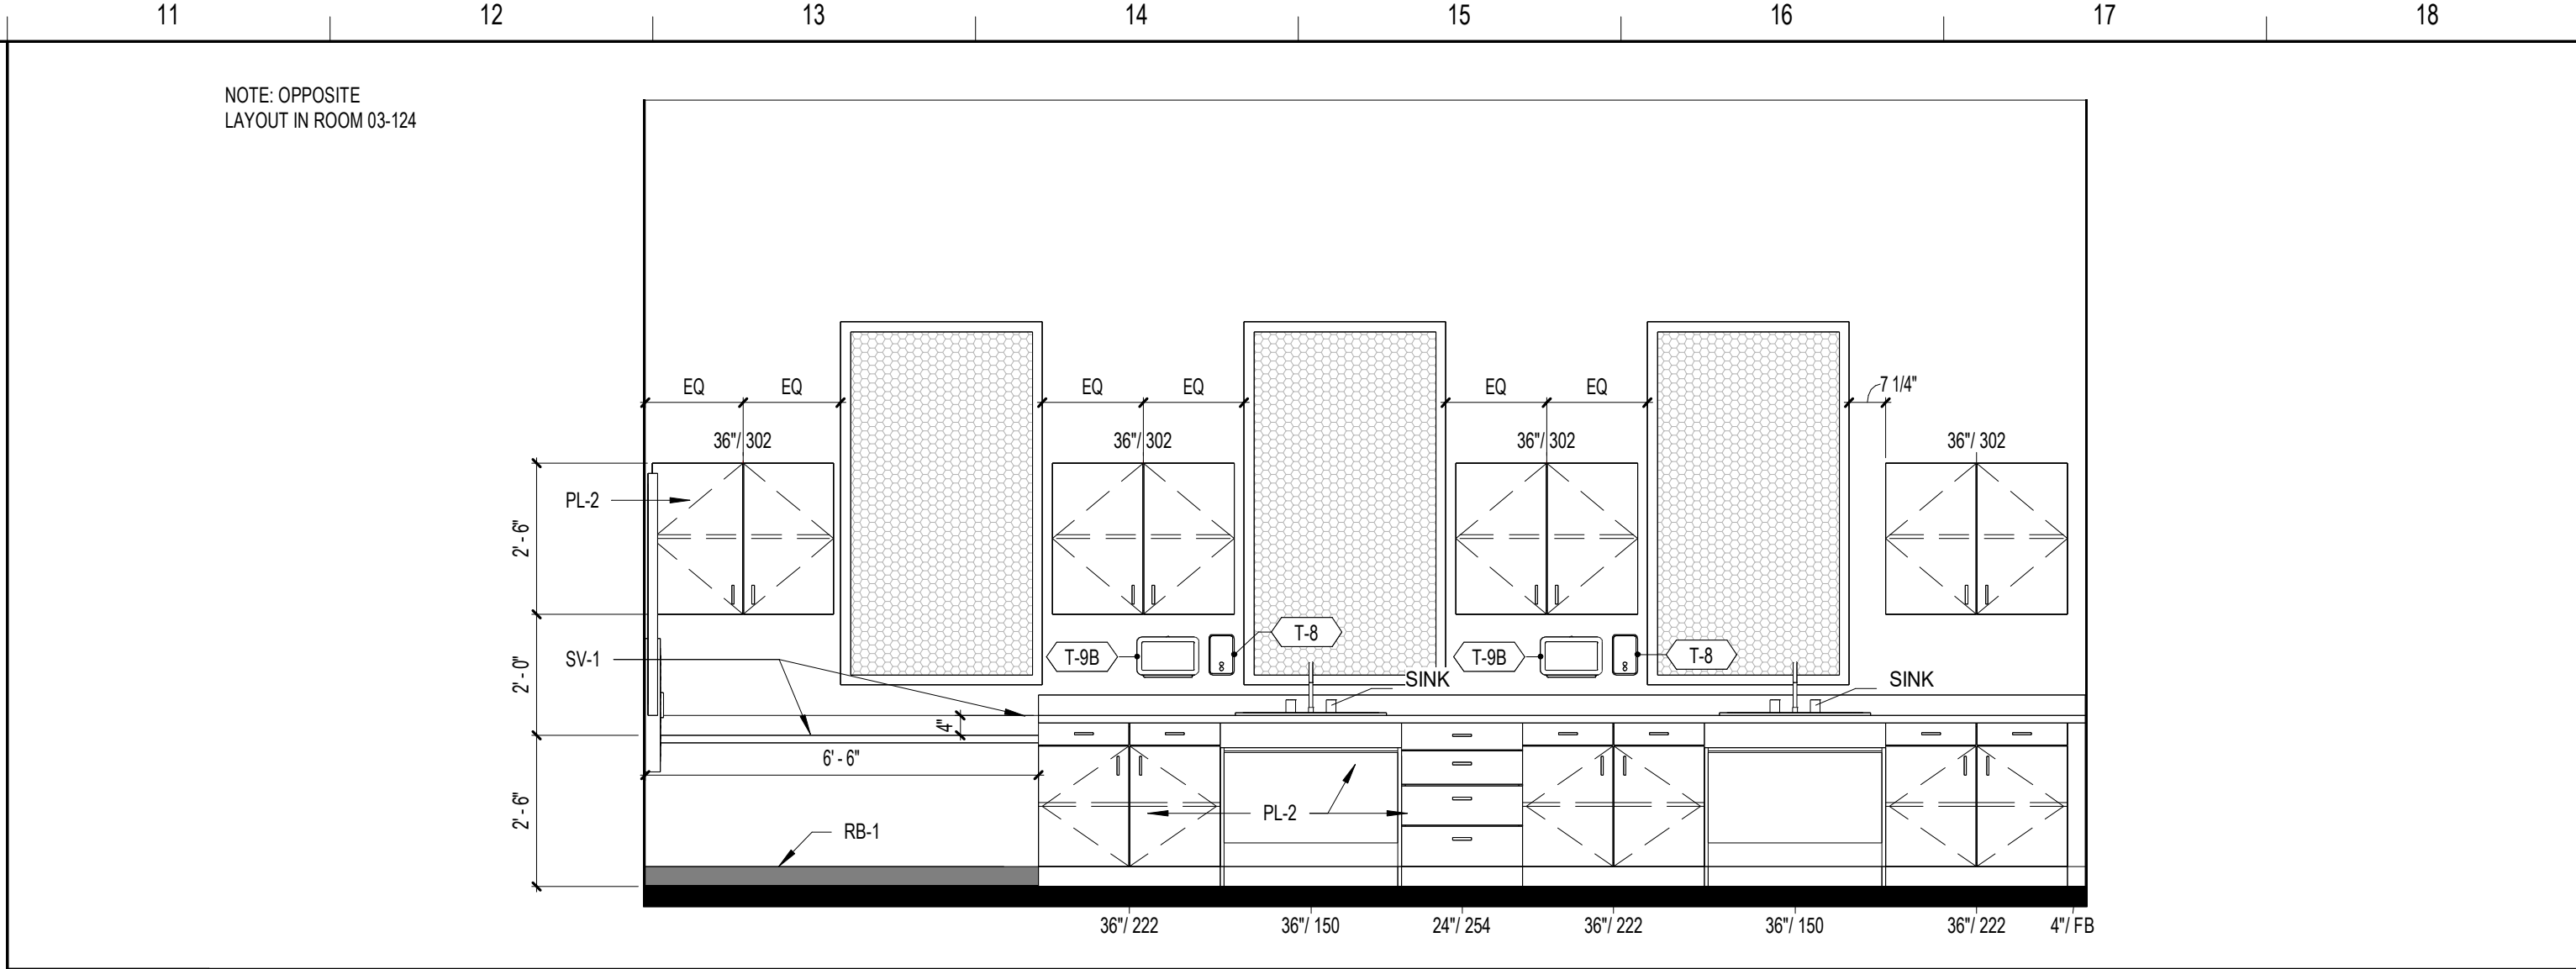 11 12 13 14 15 16 17 18
NOTE: OPPOSITE
LAYOUT IN ROOM 03-124
EQ EQ EQ EQ EQ EQ 7 1/4"
36"/ 302 36"/ 302 36"/ 302 36"/ 302
PL-2
2' - 6"
T-8
T-9B T-9B T-8
SV-1
2' - 0"
SINK SINK
4"
6' - 6"
2' - 6"
PL-2
RB-1
36"/ 222 36"/ 150 24"/ 254 36"/ 222 36"/ 150 36"/ 222 4"/ FB